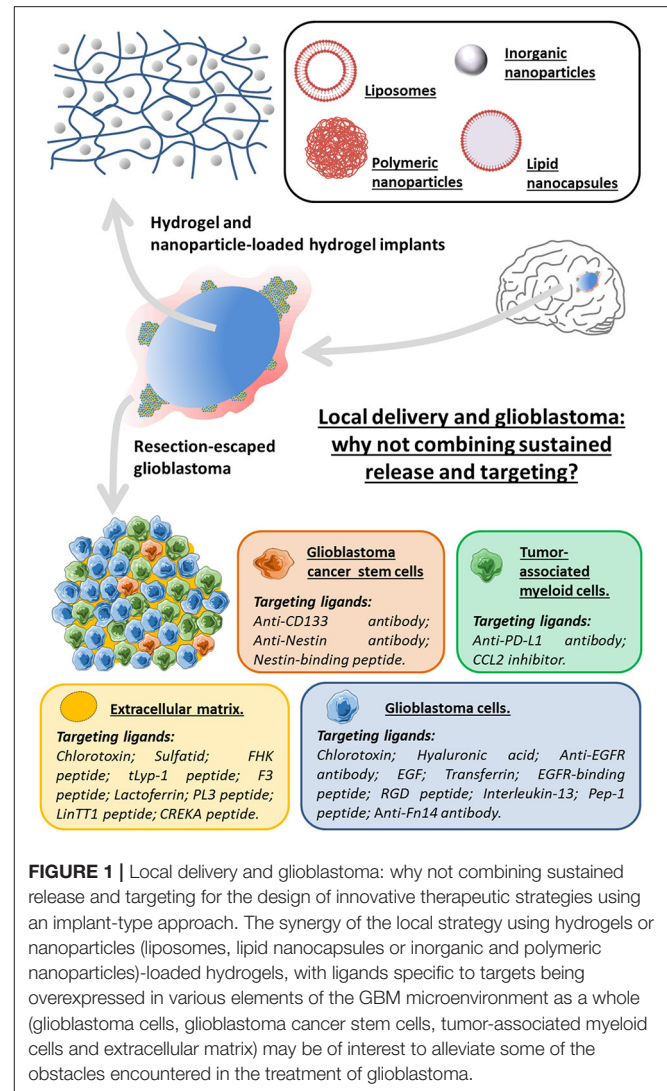 Liposomes
Inorganic
nanoparticles
Polymeric
nanoparticles
Lipid
nanocapsules
Hydrogel and
nanoparticle-loaded hydrogel implants
Local delivery and glioblastoma:
why not combining sustained
release and targeting?
Resection-escaped
glioblastoma
Glioblastoma
cancer stem cells
Targeting ligands:
Anti-CD133 antibody;
Anti-Nestin antibody;
Nestin-binding peptide.
Tumor-
associated
myeloid cells.
Targeting ligands:
Anti-PD-L1 antibody;
CCL2 inhibitor.
Extracellular matrix.
Targeting ligands:
Chlorotoxin; Sulfatid; FHK
peptide; tLyp-1 peptide; F3
peptide; Lactoferrin; PL3 peptide;
LinTT1 peptide; CREKA peptide.
Glioblastoma cells.
Targeting ligands:
Chlorotoxin; Hyaluronic acid; Anti-EGFR
antibody; EGF; Transferrin; EGFR-binding
peptide; RGD peptide; Interleukin-13; Pep-1
peptide; Anti-Fn14 antibody.
FIGURE 1 | Local delivery and glioblastoma: why not combining sustained
release and targeting for the design of innovative therapeutic strategies using
an implant-type approach. The synergy of the local strategy using hydrogels or
nanoparticles (liposomes, lipid nanocapsules or inorganic and polymeric
nanoparticles)-loaded hydrogels, with ligands specific to targets being
overexpressed in various elements of the GBM microenvironment as a whole
(glioblastoma cells, glioblastoma cancer stem cells, tumor-associated myeloid
cells and extracellular matrix) may be of interest to alleviate some of the
obstacles encountered in the treatment of glioblastoma.